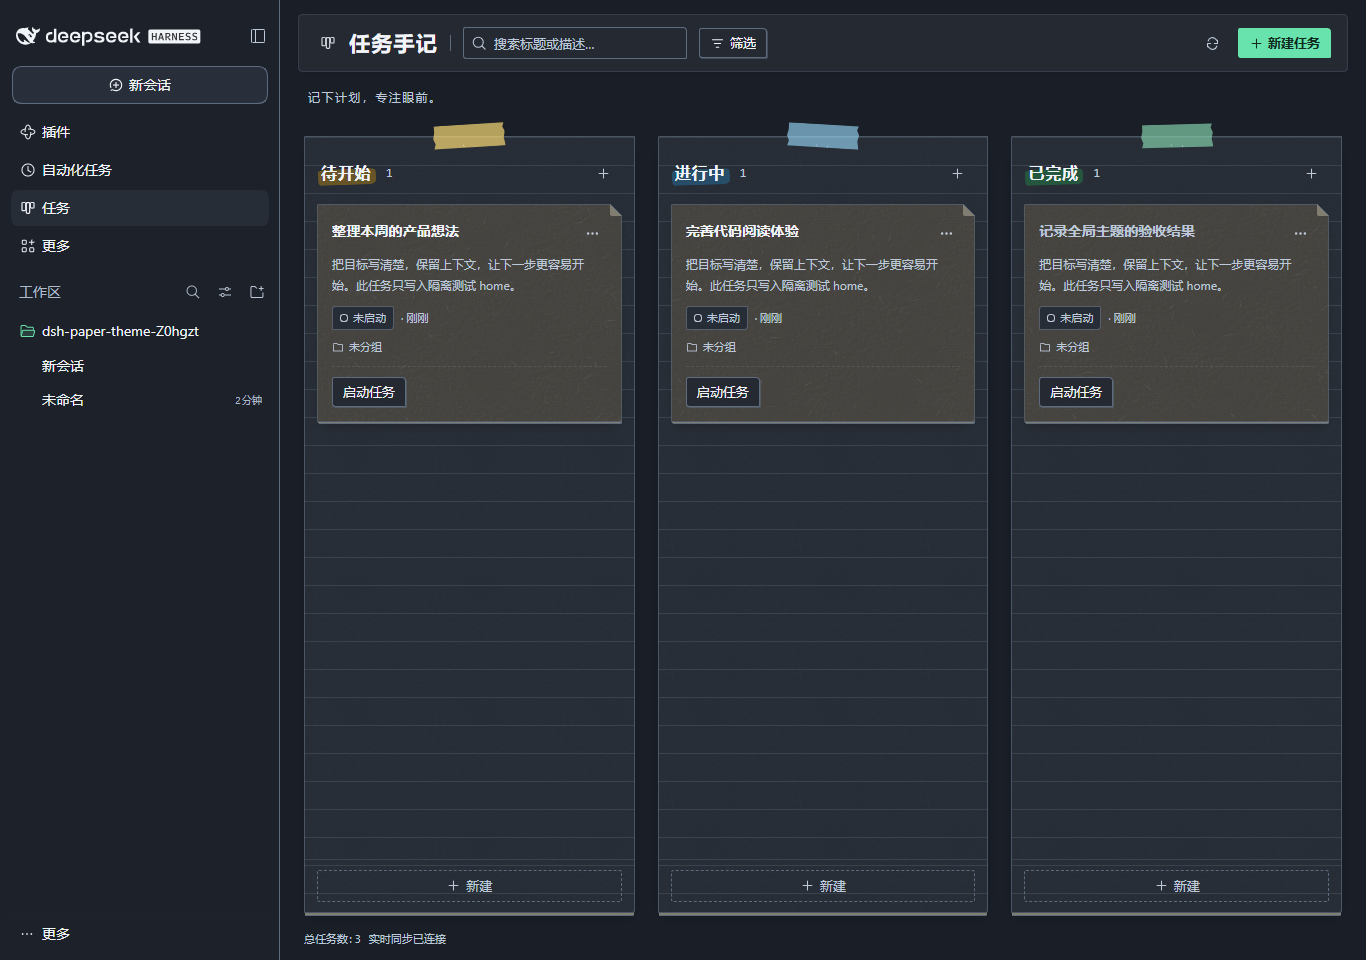 deepseek HARNESS
新会话
插件
自动化任务
任务
更多
工作区
dsh-paper-theme-Z0hgzt
新会话
未命名 2分钟
更多
任务手记
搜索标题或描述...
筛选
新建任务
记下计划，专注眼前。
待开始 1
整理本周的产品想法
把目标写清楚，保留上下文，让下一步更容易开
始。此任务只写入隔离测试 home。
未启动 · 刚刚
未分组
启动任务
新建
进行中 1
完善代码阅读体验
把目标写清楚，保留上下文，让下一步更容易开
始。此任务只写入隔离测试 home。
未启动 · 刚刚
未分组
启动任务
新建
已完成 1
记录全局主题的验收结果
把目标写清楚，保留上下文，让下一步更容易开
始。此任务只写入隔离测试 home。
未启动 · 刚刚
未分组
启动任务
新建
总任务数: 3 实时同步已连接